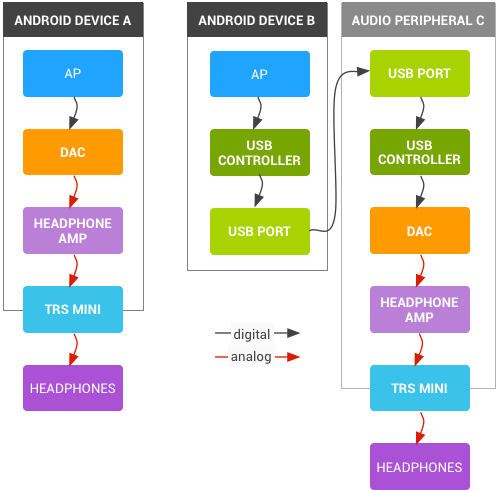 ANDROID DEVICE A
AP
DAC
HEADPHONE
AMP
TRS MINI
HEADPHONES
ANDROID DEVICE B
AP
USB
CONTROLLER
USB PORT
digital
analog
AUDIO PERIPHERAL C
USB PORT
USB
CONTROLLER
DAC
HEADPHONE
AMP
TRS MINI
HEADPHONES